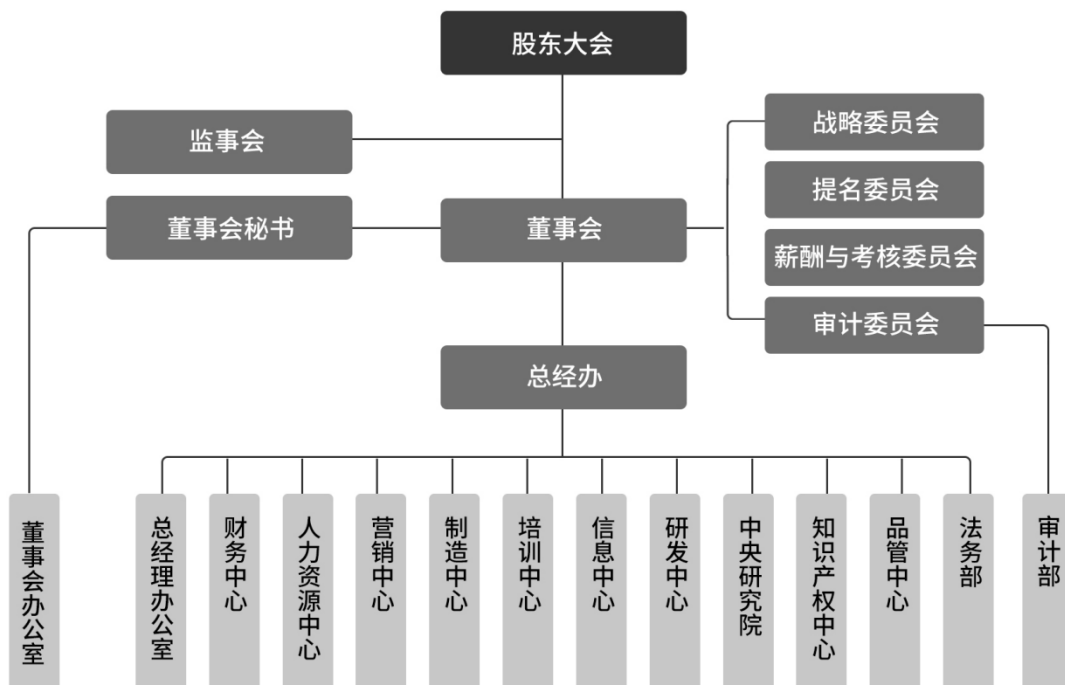 股东大会
监事会
战略委员会
提名委员会
董事会秘书
董事会
薪酬与考核委员会
审计委员会
总经办
董事会办公室
总经理办公室
财务中心
人力资源中心
营销中心
制造中心
培训中心
信息中心
研发中心
中央研究院
知识产权中心
品管中心
法务部
审计部